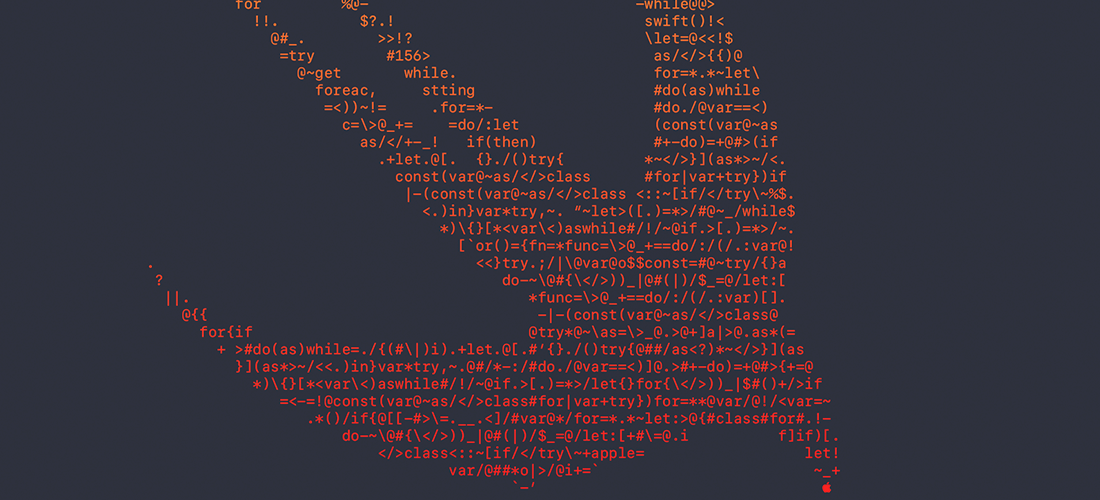 for %@− −while@@>
!!. $?.! swift()!<
@#_. >>!? \let=@<<!$
=try #156> as/</>{{)@
@~get while. for=*.*~let\
foreac, stting #do(as)while
=<))~!= .for=*− #do./@var==<)
c=\>@_+= =do/:let (const(var@~as
as/</+−_! if(then) #+−do)=+@#>(if
.+let.@[. {}./()try{ *~</>}](as*>~/<.
const(var@~as/</>class #for|var+try})if
|−(const(var@~as/</>class <::~[if/</try\~%$.
<.)in}var*try,~. "~let>([.)=*>/#@~_/while$
*)\{}[*<var\<)aswhile#/!/~@if.>[.)=*>/~.
[`or()={fn=*func=\>@_+==do/:/(/.:var@!
. <<}try.;/|\@var@o$$const=#@~try/{}a
? do−~\@#{\</>))_|@#(|)/$_=@/let:[
||. *func=\>@_+==do/:/(/.:var)[].
@{{ −|−(const(var@~as/</>class@
for{if @try*@~\as=\>_@.>@+]a|>@.as*(=
+ >#do(as)while=./{(#\|)i).+let.@[.#'{}./()try{@##/as<?)*~</>}](as
}](as*>~/<<.)in}var*try,~.@#/*−:/#do./@var==<)]@.>#+−do)=+@#>{+=@
*)\{}[*<var\<)aswhile#/!/~@if.>[.)=*>/let{}for{\</>))_|$#()+/>if
=<−=!@const(var@~as/</>class#for|var+try})for=**@var/@!/<var=~
.*()/if{@[[−#>\=.__.<]/#var@*/for=*.*~let:>@{#class#for#.!−
do−~\@#{\</>))_|@#(|)/$_=@/let:[+#\=@.i f]if)[.
</>class<::~[if/</try\~+apple= let!
var/@##*o|>/@i+=` ~_+
`−′